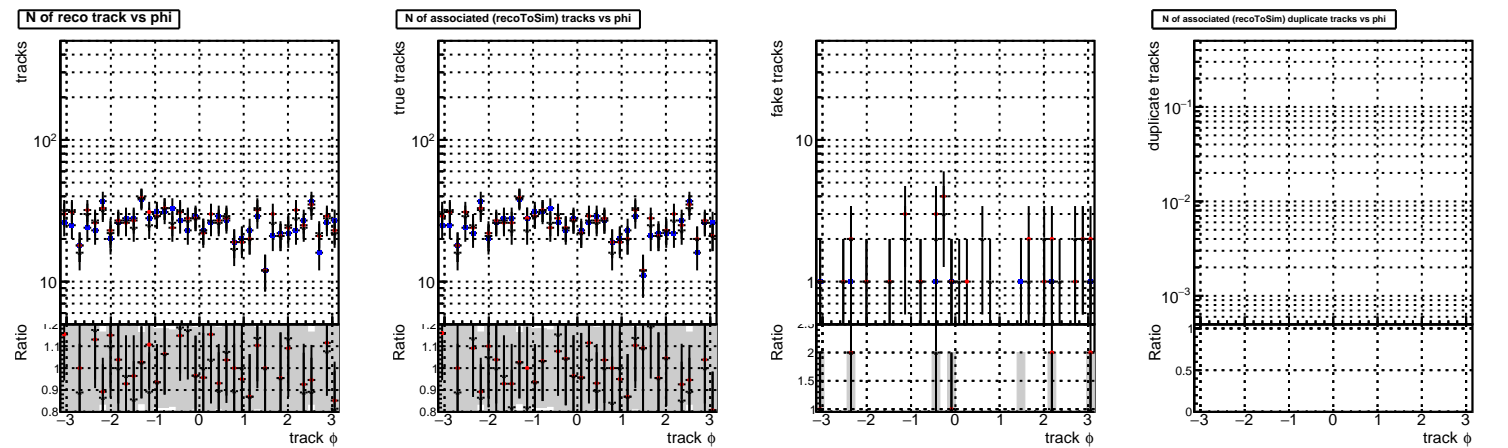 N of reco track vs phi
tracks
10²
10
Ratio
1.2
1.1
1
0.9
0.8
−3 −2 −1 0 1 2 3
track ϕ
N of associated (recoToSim) tracks vs phi
true tracks
10²
10
Ratio
1.2
1.1
1
0.9
0.8
−3 −2 −1 0 1 2 3
track ϕ
fake tracks
10
1
Ratio
2.5
2
1.5
1
−3 −2 −1 0 1 2 3
track ϕ
N of associated (recoToSim) duplicate tracks vs phi
duplicate tracks
10⁻¹
10⁻²
10⁻³
Ratio
1
0.5
0
−3 −2 −1 0 1 2 3
track ϕ